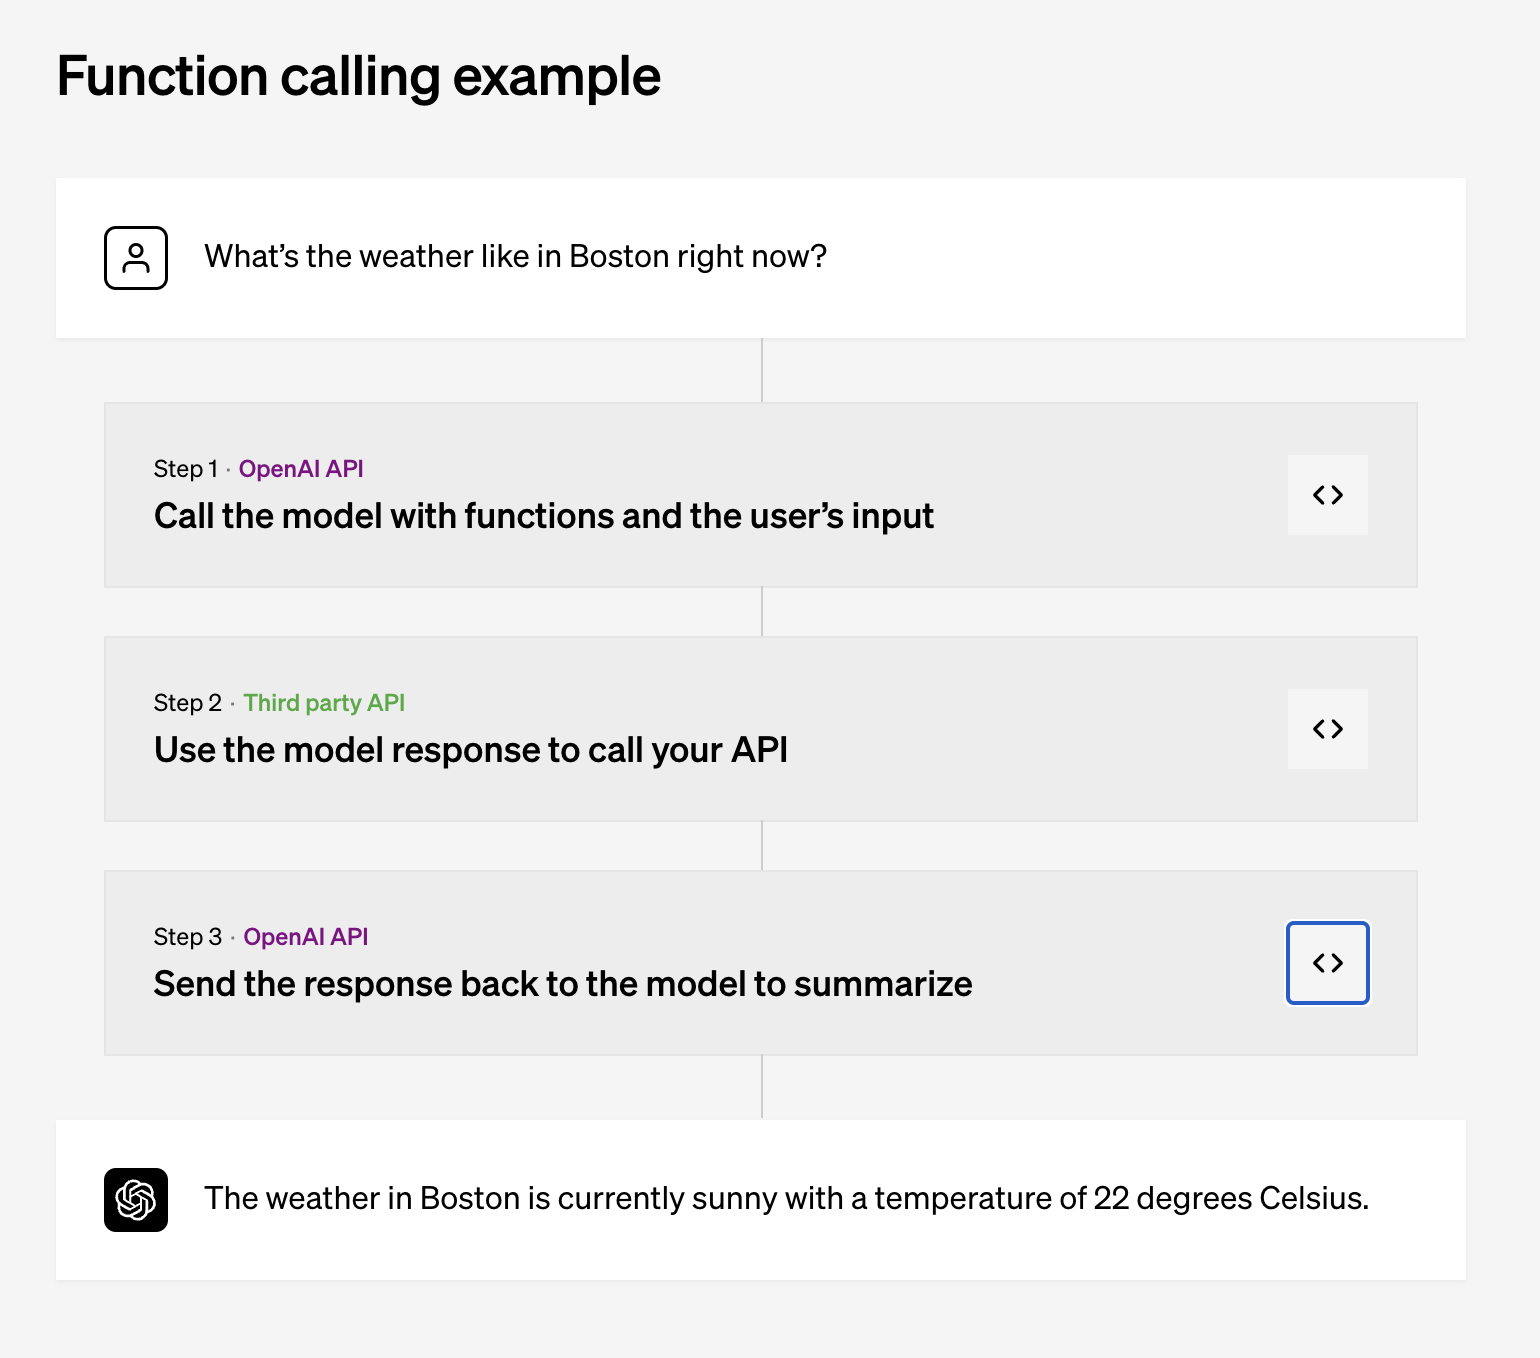 Function calling example
What’s the weather like in Boston right now?
Step 1 · OpenAI API
Call the model with functions and the user’s input
<>
Step 2 · Third party API
Use the model response to call your API
<>
Step 3 · OpenAI API
Send the response back to the model to summarize
<>
The weather in Boston is currently sunny with a temperature of 22 degrees Celsius.